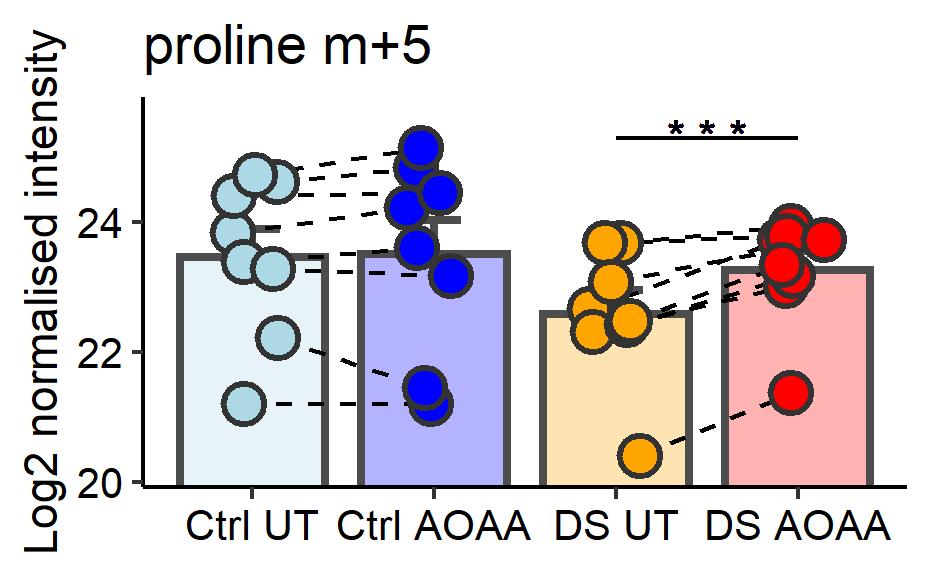 proline m+5
Log2 normalised intensity
***
24
22
20
Ctrl UT Ctrl AOAA DS UT DS AOAA